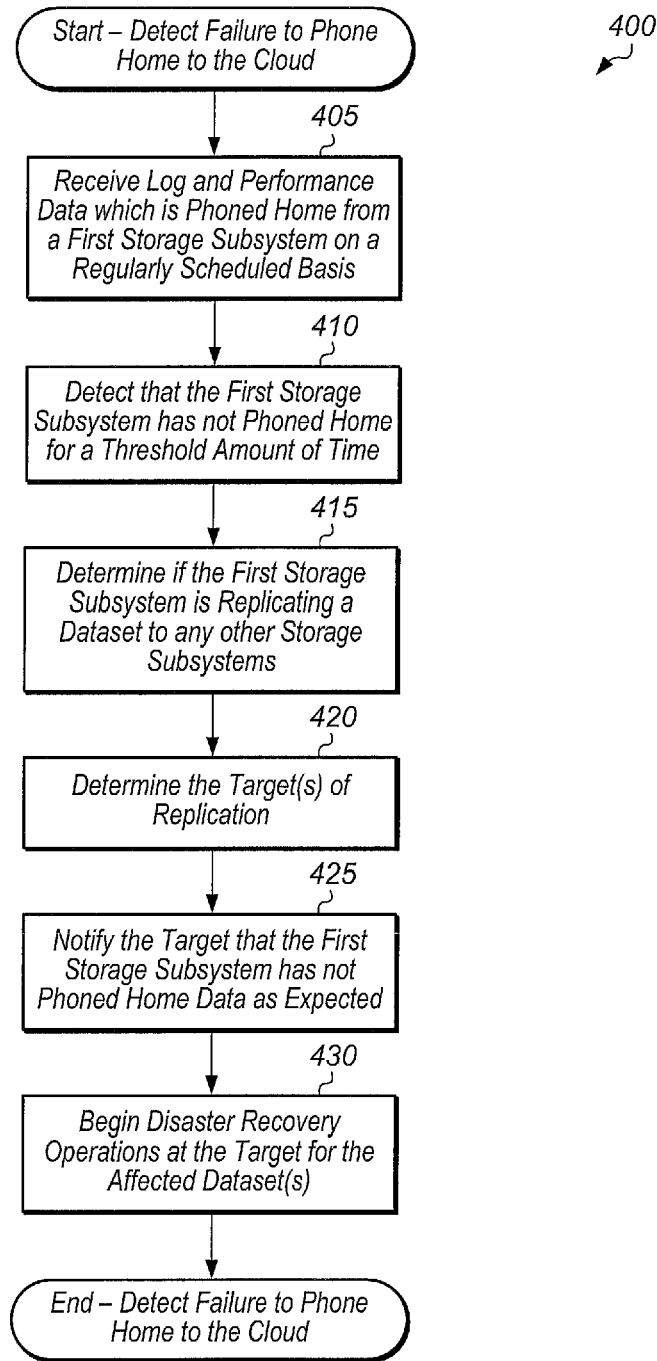 Start – Detect Failure to Phone
Home to the Cloud
400
405
Receive Log and Performance
Data which is Phoned Home from
a First Storage Subsystem on a
Regularly Scheduled Basis
410
Detect that the First Storage
Subsystem has not Phoned Home
for a Threshold Amount of Time
415
Determine if the First Storage
Subsystem is Replicating a
Dataset to any other Storage
Subsystems
420
Determine the Target(s) of
Replication
425
Notify the Target that the First
Storage Subsystem has not
Phoned Home Data as Expected
430
Begin Disaster Recovery
Operations at the Target for the
Affected Dataset(s)
End – Detect Failure to Phone
Home to the Cloud